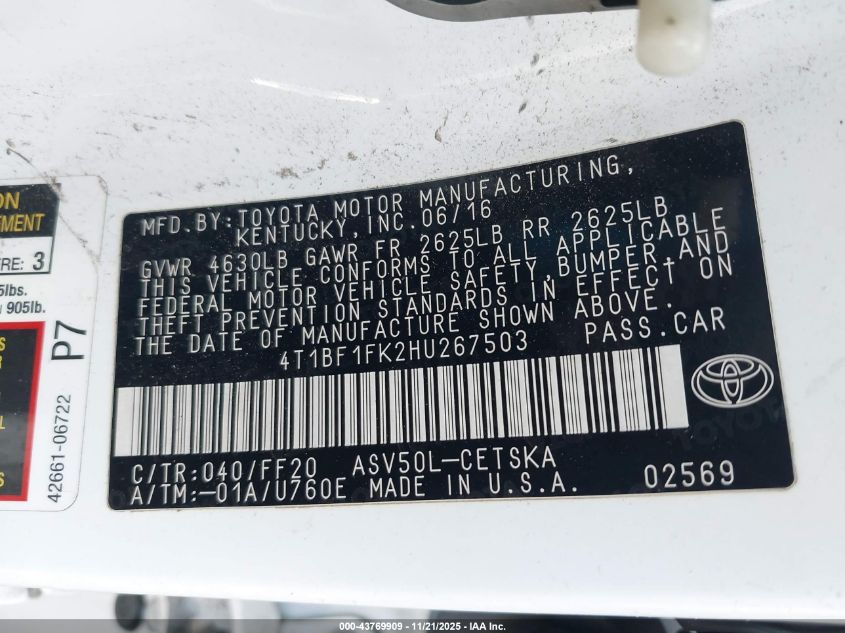 ON
TEMENT
ERE: 3
5lbs.
905lb.
S
R
L
P7
42661-06722
MFD.BY:TOYOTA MOTOR MANUFACTURING,
KENTUCKY, INC. 06/16
GVWR 4630LB GAWR FR 2625LB RR 2625LB
THIS VEHICLE CONFORMS TO ALL APPLICABLE
FEDERAL MOTOR VEHICLE SAFETY,BUMPER,AND
THEFT PREVENTION STANDARDS IN EFFECT ON
THE DATE OF MANUFACTURE SHOWN ABOVE.
4T1BF1FK2HU267503 PASS.CAR
C/TR:040/FF20 ASV50L-CETSKA
A/TM:-01A/U760E MADE IN U.S.A. 02569
000-43769909 - 11/21/2025 - IAA Inc.